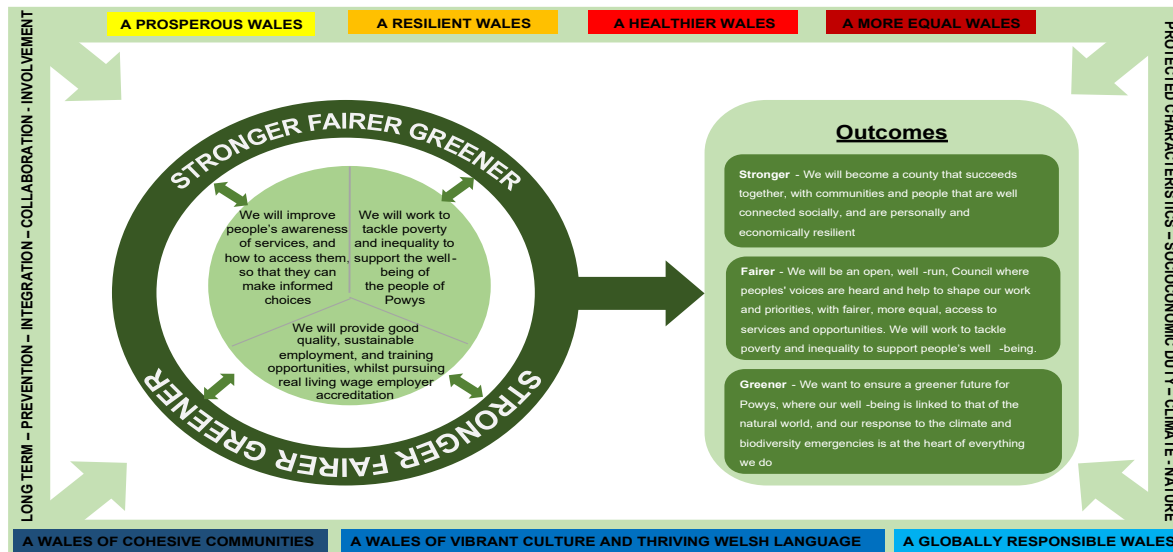 A PROSPEROUS WALES
A RESILIENT WALES
A HEALTHIER WALES
A MORE EQUAL WALES
LONG TERM – PREVENTION – INTEGRATION – COLLABORATION - INVOLVEMENT
STRONGER FAIRER GREENER
We will improve
people's awareness
of services, and
how to access them,
so that they can
make informed
choices
We will work to
tackle poverty
and inequality to
support the well-
being of
the people of
Powys
We will provide good
quality, sustainable
employment, and training
opportunities, whilst pursuing
real living wage employer
accreditation
STRONGER FAIRER GREENER
Outcomes
Stronger - We will become a county that succeeds
together, with communities and people that are well
connected socially, and are personally and
economically resilient
Fairer - We will be an open, well -run, Council where
peoples' voices are heard and help to shape our work
and priorities, with fairer, more equal, access to
services and opportunities. We will work to tackle
poverty and inequality to support people's well -being.
Greener - We want to ensure a greener future for
Powys, where our well -being is linked to that of the
natural world, and our response to the climate and
biodiversity emergencies is at the heart of everything
we do
PROTECTED CHARACTERISTICS – SOCIOECONOMIC DUTY – CLIMATE - NATURE
A WALES OF COHESIVE COMMUNITIES
A WALES OF VIBRANT CULTURE AND THRIVING WELSH LANGUAGE
A GLOBALLY RESPONSIBLE WALES